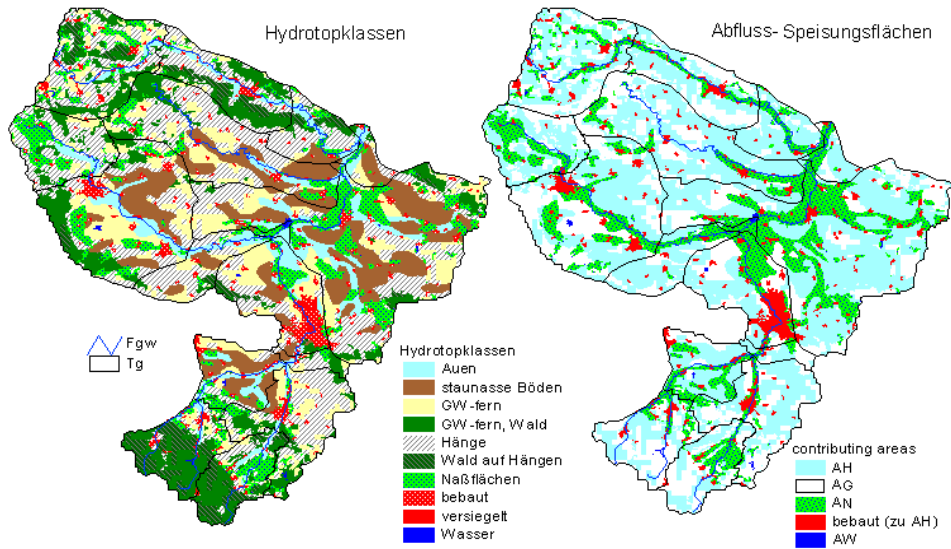 Hydrotopklassen
Abfluss-Speisungsflächen
Fgw
Tg
Hydrotopklassen
Auen
staunasse Böden
GW-fern
GW-fern, Wald
Hänge
Wald auf Hängen
Naßflächen
bebaut
versiegelt
Wasser
contributing areas
AH
AG
AN
bebaut (zu AH)
AW